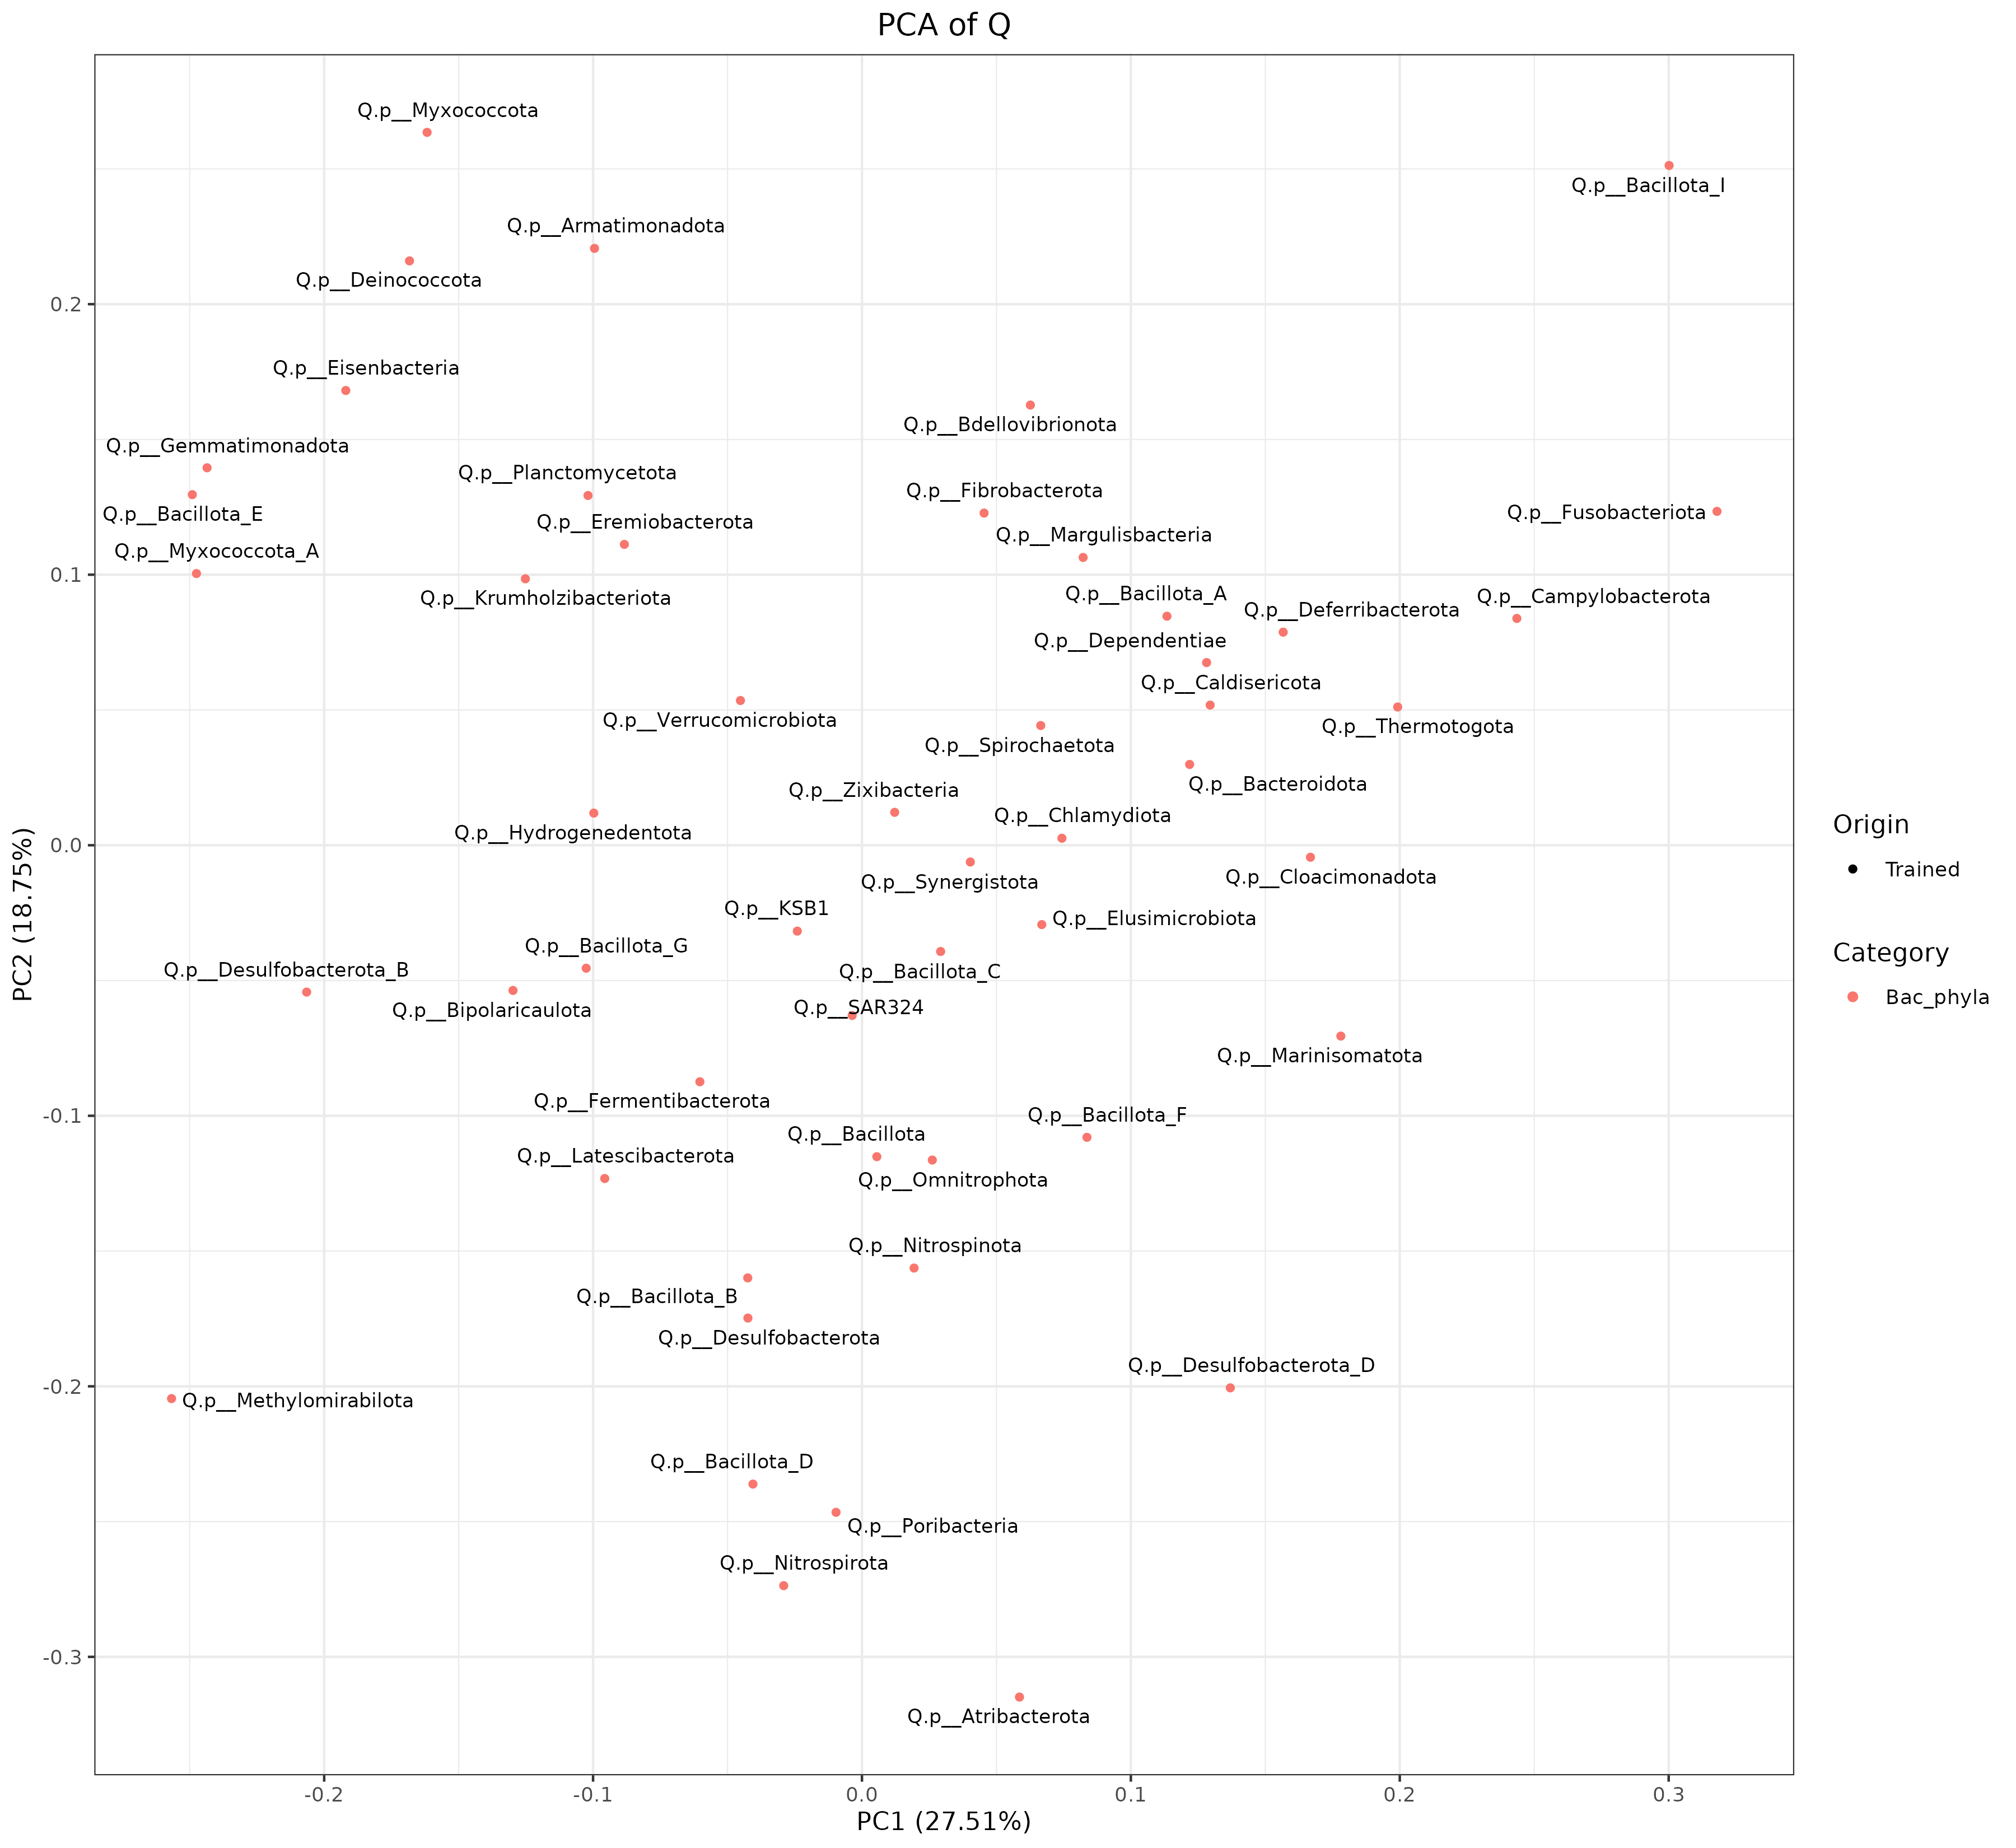 PCA of Q
Q.p__Myxococcota
Q.p__Bacillota_I
Q.p__Armatimonadota
Q.p__Deinococcota
0.2
Q.p__Eisenbacteria
Q.p__Bdellovibrionota
Q.p__Gemmatimonadota
Q.p__Planctomycetota
Q.p__Fibrobacterota
Q.p__Bacillota_E
Q.p__Fusobacteriota
Q.p__Eremiobacterota
Q.p__Margulisbacteria
Q.p__Myxococcota_A
0.1
Q.p__Krumholzibacteriota
Q.p__Bacillota_A
Q.p__Campylobacterota
Q.p__Deferribacterota
Q.p__Dependentiae
Q.p__Caldisericota
Q.p__Verrucomicrobiota
Q.p__Thermotogota
Q.p__Spirochaetota
Q.p__Bacteroidota
Q.p__Zixibacteria
Q.p__Chlamydiota
Q.p__Hydrogenedentota
0.0
Q.p__Synergistota
Q.p__Cloacimonadota
Q.p__KSB1
Q.p__Elusimicrobiota
Q.p__Bacillota_G
Q.p__Desulfobacterota_B
Q.p__Bacillota_C
Q.p__Bipolaricaulota
Q.p__SAR324
Q.p__Marinisomatota
Q.p__Fermentibacterota
-0.1
Q.p__Bacillota_F
Q.p__Bacillota
Q.p__Latescibacterota
Q.p__Omnitrophota
Q.p__Nitrospinota
Q.p__Bacillota_B
Q.p__Desulfobacterota
Q.p__Desulfobacterota_D
-0.2
Q.p__Methylomirabilota
Q.p__Bacillota_D
Q.p__Poribacteria
Q.p__Nitrospirota
-0.3
Q.p__Atribacterota
-0.2 -0.1 0.0 0.1 0.2 0.3
PC1 (27.51%)
PC2 (18.75%)
Origin
Trained
Category
Bac_phyla